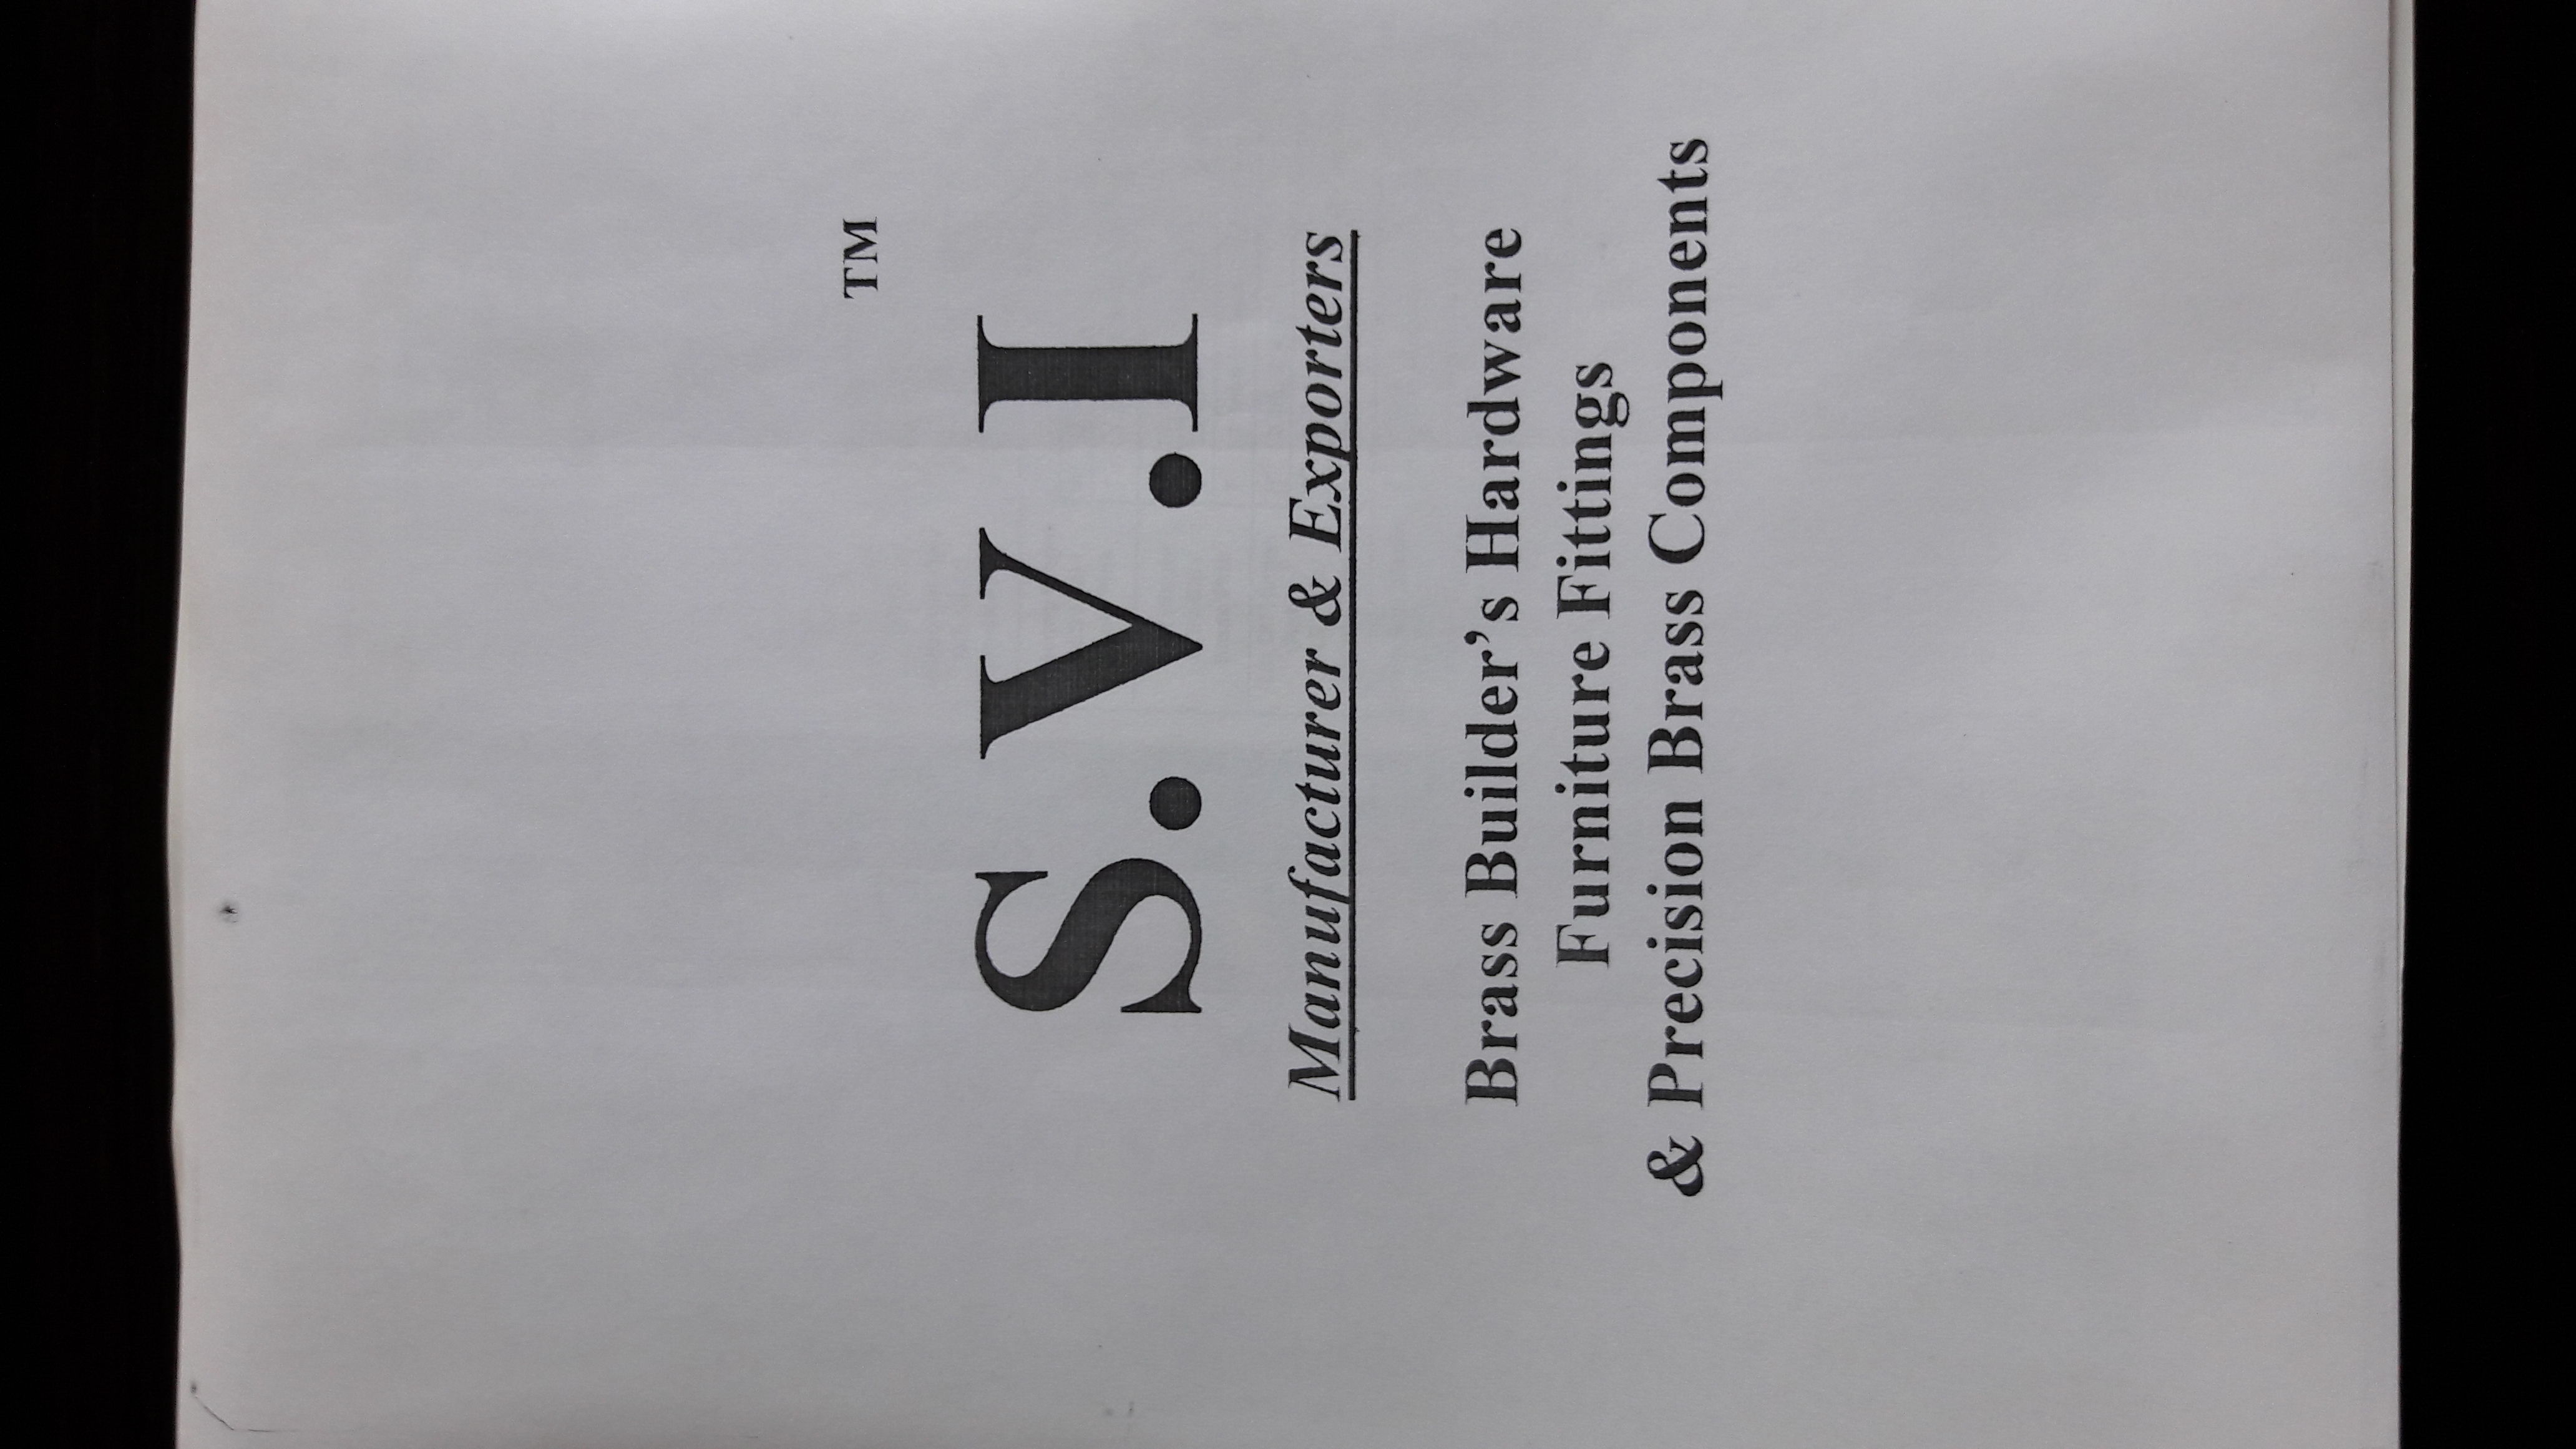 TM
S.V.I
Manufacturer & Exporters
Brass Builder’s Hardware
Furniture Fittings
& Precision Brass Components